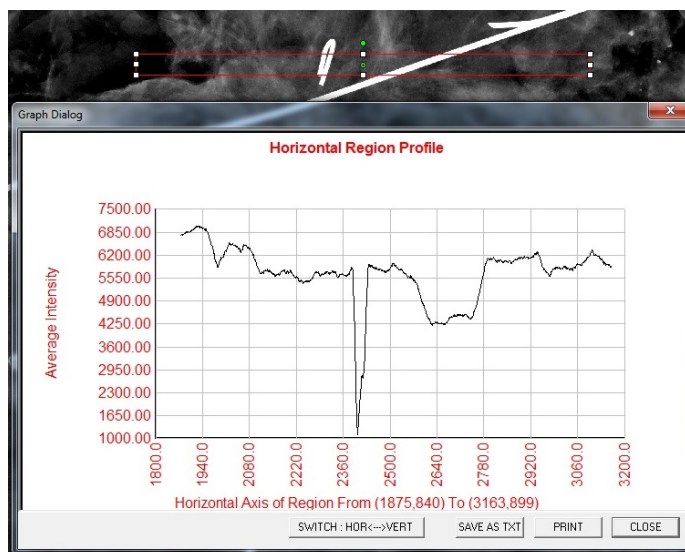 Graph Dialog
X
Horizontal Region Profile
7500.00
6850.00
6200.00
5550.00
4900.00
4250.00
3600.00
2950.00
2300.00
1650.00
1000.00
Average Intensity
1800.0
1940.0
2080.0
2220.0
2360.0
2500.0
2640.0
2780.0
2920.0
3060.0
3200.0
Horizontal Axis of Region From (1875,840) To (3163,899)
SWITCH : HOR<--->VERT
SAVE AS TXT
PRINT
CLOSE